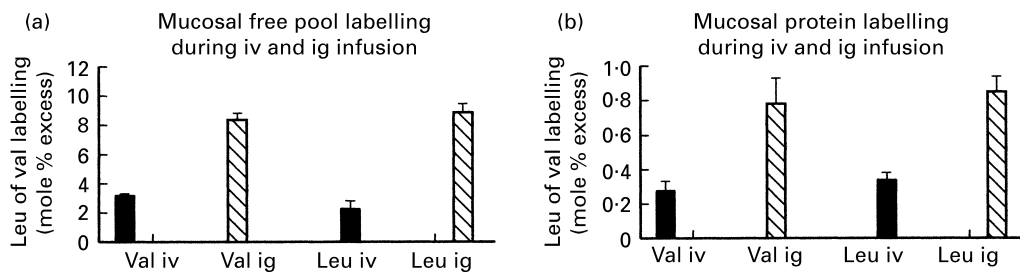 (a)
Mucosal free pool labelling
during iv and ig infusion
Leu of val labelling
(mole % excess)
12
10
8
6
4
2
0
Val iv Val ig Leu iv Leu ig
(b)
Mucosal protein labelling
during iv and ig infusion
Leu of val labelling
(mole % excess)
1·0
0·8
0·6
0·4
0·2
0
Val iv Val ig Leu iv Leu ig